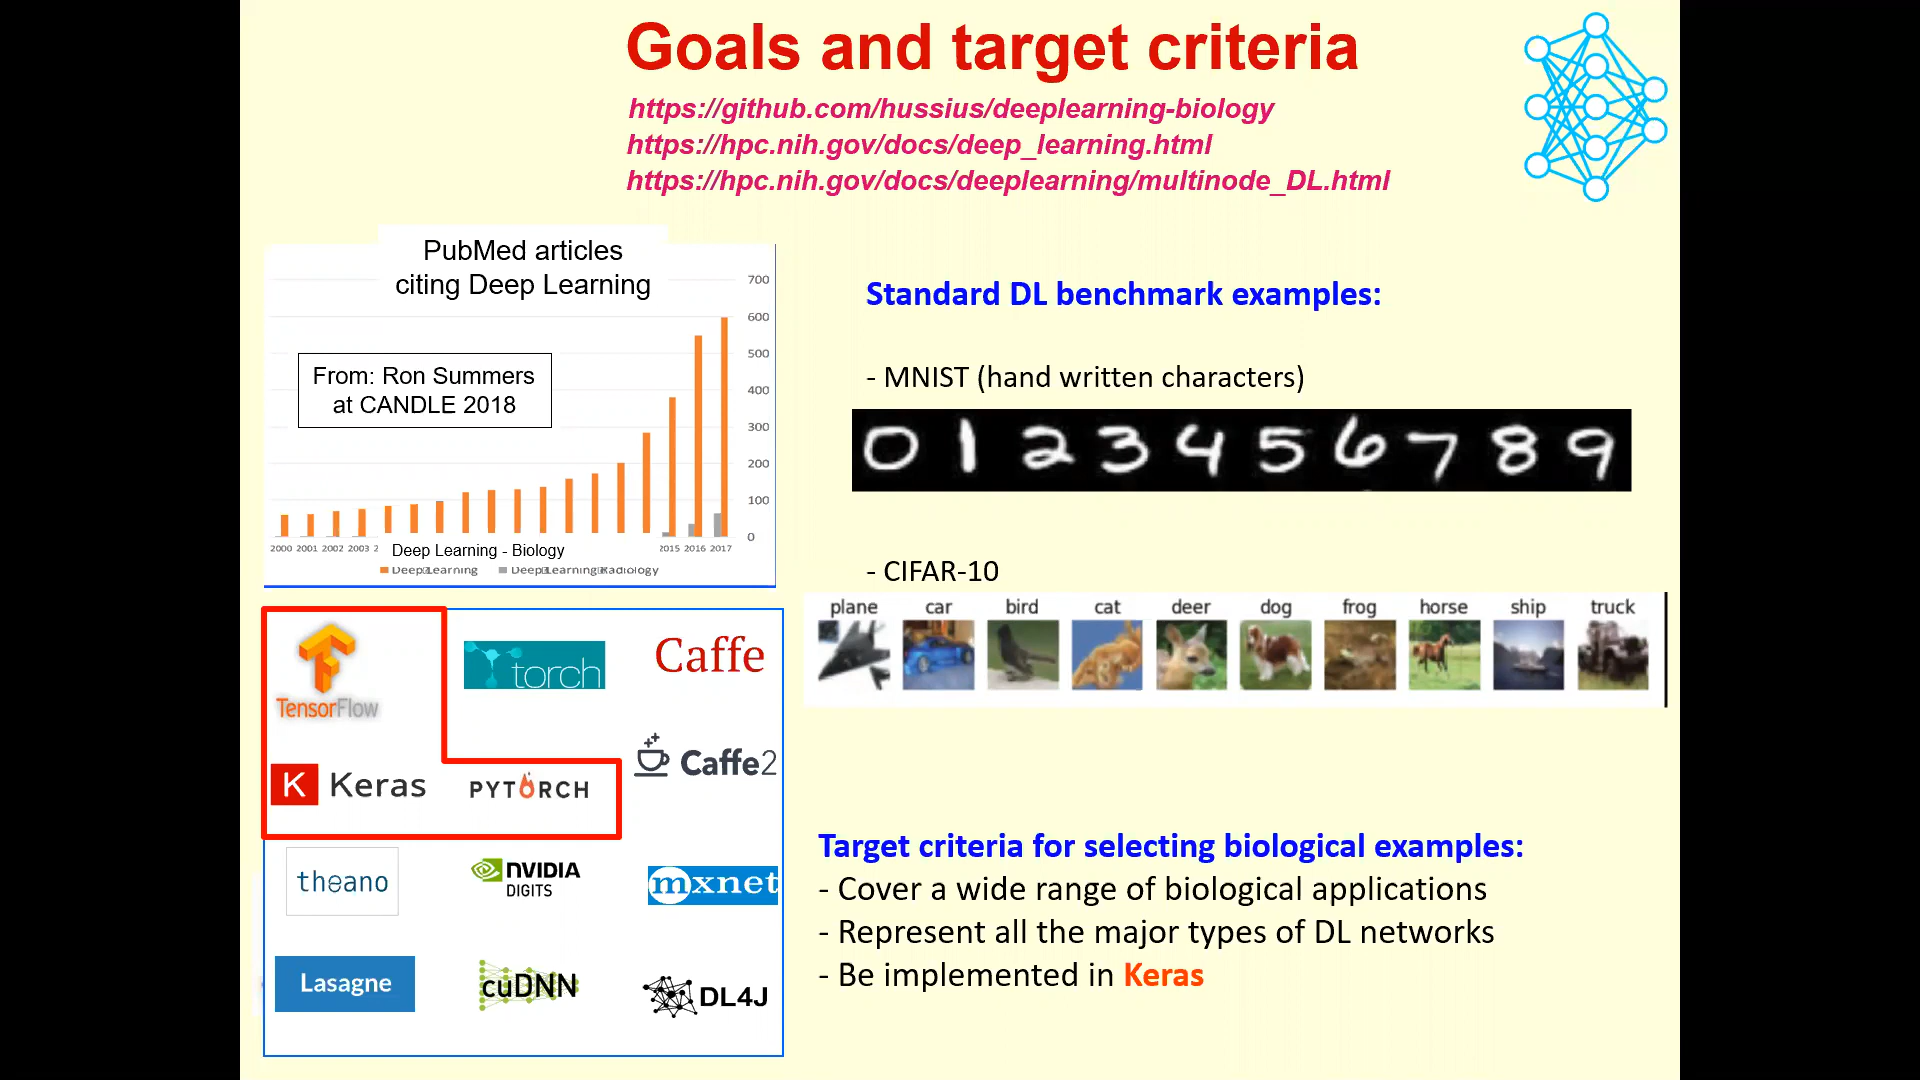 Goals and target criteria
https://github.com/hussius/deeplearning-biology
https://hpc.nih.gov/docs/deep_learning.html
https://hpc.nih.gov/docs/deeplearning/multinode_DL.html
PubMed articles
citing Deep Learning
700
600
500
400
300
200
100
0
From: Ron Summers
at CANDLE 2018
2000 2001 2002 2003 2015 2016 2017
Deep Learning - Biology
Deep Learning Deep Learning Radiology
Standard DL benchmark examples:
- MNIST (hand written characters)
0 1 2 3 4 5 6 7 8 9
- CIFAR-10
plane car bird cat deer dog frog horse ship truck
TensorFlow
torch
Caffe
K Keras
PYTORCH
Caffe2
theano
NVIDIA
DIGITS
mxnet
Lasagne
cuDNN
DL4J
Target criteria for selecting biological examples:
- Cover a wide range of biological applications
- Represent all the major types of DL networks
- Be implemented in Keras